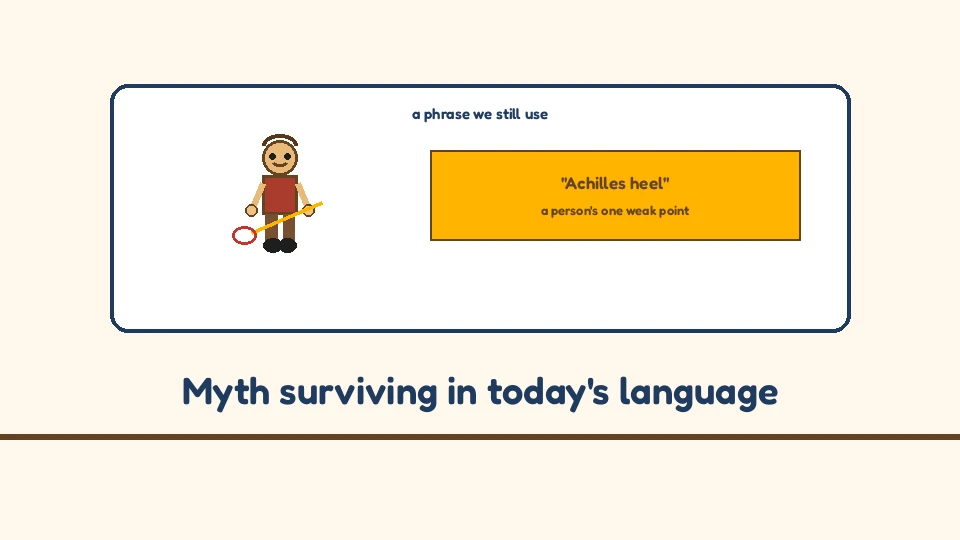 a phrase we still use
"Achilles heel"
a person's one weak point
Myth surviving in today's language